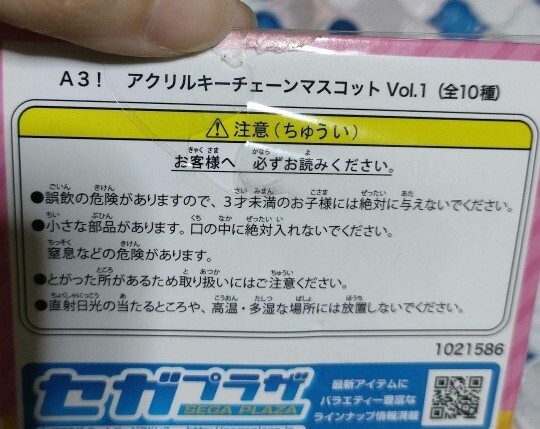 A3! アクリルキーチェーンマスコット Vol.1 (全10種)
⚠注意(ちゅうい)
お客様へ 必ずお読みください。
●誤飲の危険がありますので、3才未満のお子様には絶対に与えないでください。
●小さな部品があります。口の中に絶対入れないでください。
窒息などの危険があります。
●とがった所があるため取り扱いにはご注意ください。
●直射日光の当たるところや、高温・多湿な場所には放置しないでください。
1021586
セガプラザ
SEGA PLAZA
最新アイテムに
バラエティー豊富な
ラインナップ情報満載